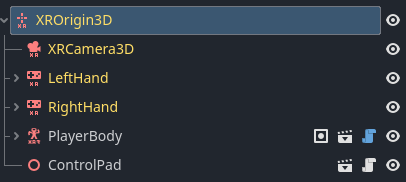 XROrigin3D
XRCamera3D
LeftHand
RightHand
PlayerBody
ControlPad